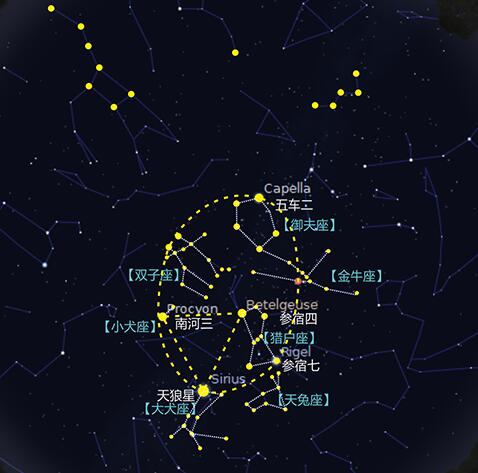 Capella
五车二
【御夫座】
【双子座】
【金牛座】
Procyon
Betelgeuse
南河三
参宿四
【小犬座】
【猎户座】
Rigel
参宿七
Sirius
天狼星
【天兔座】
【大犬座】